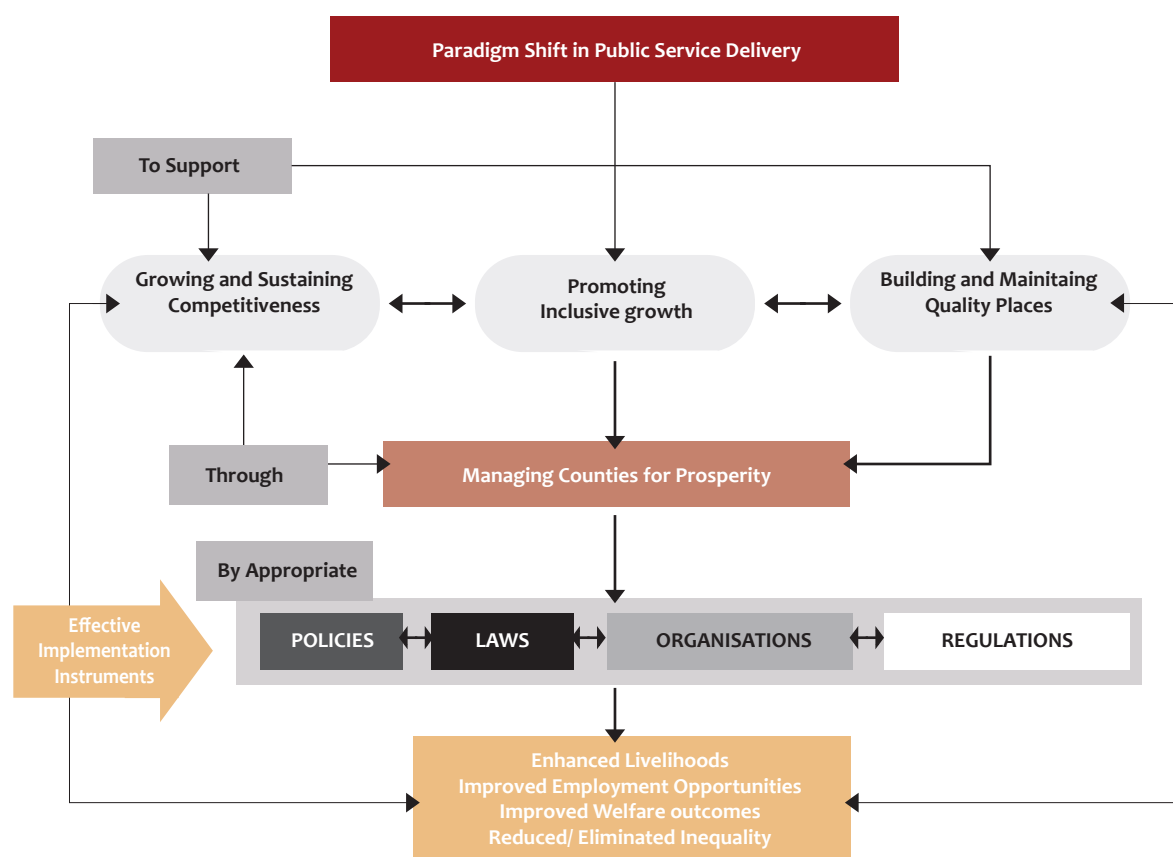 Paradigm Shift in Public Service Delivery
To Support
Growing and Sustaining
Competitiveness
Promoting
Inclusive growth
Building and Mainitaing
Quality Places
Through
Managing Counties for Prosperity
By Appropriate
Effective
Implementation
Instruments
POLICIES
LAWS
ORGANISATIONS
REGULATIONS
Enhanced Livelihoods
Improved Employment Opportunities
Improved Welfare outcomes
Reduced/ Eliminated Inequality